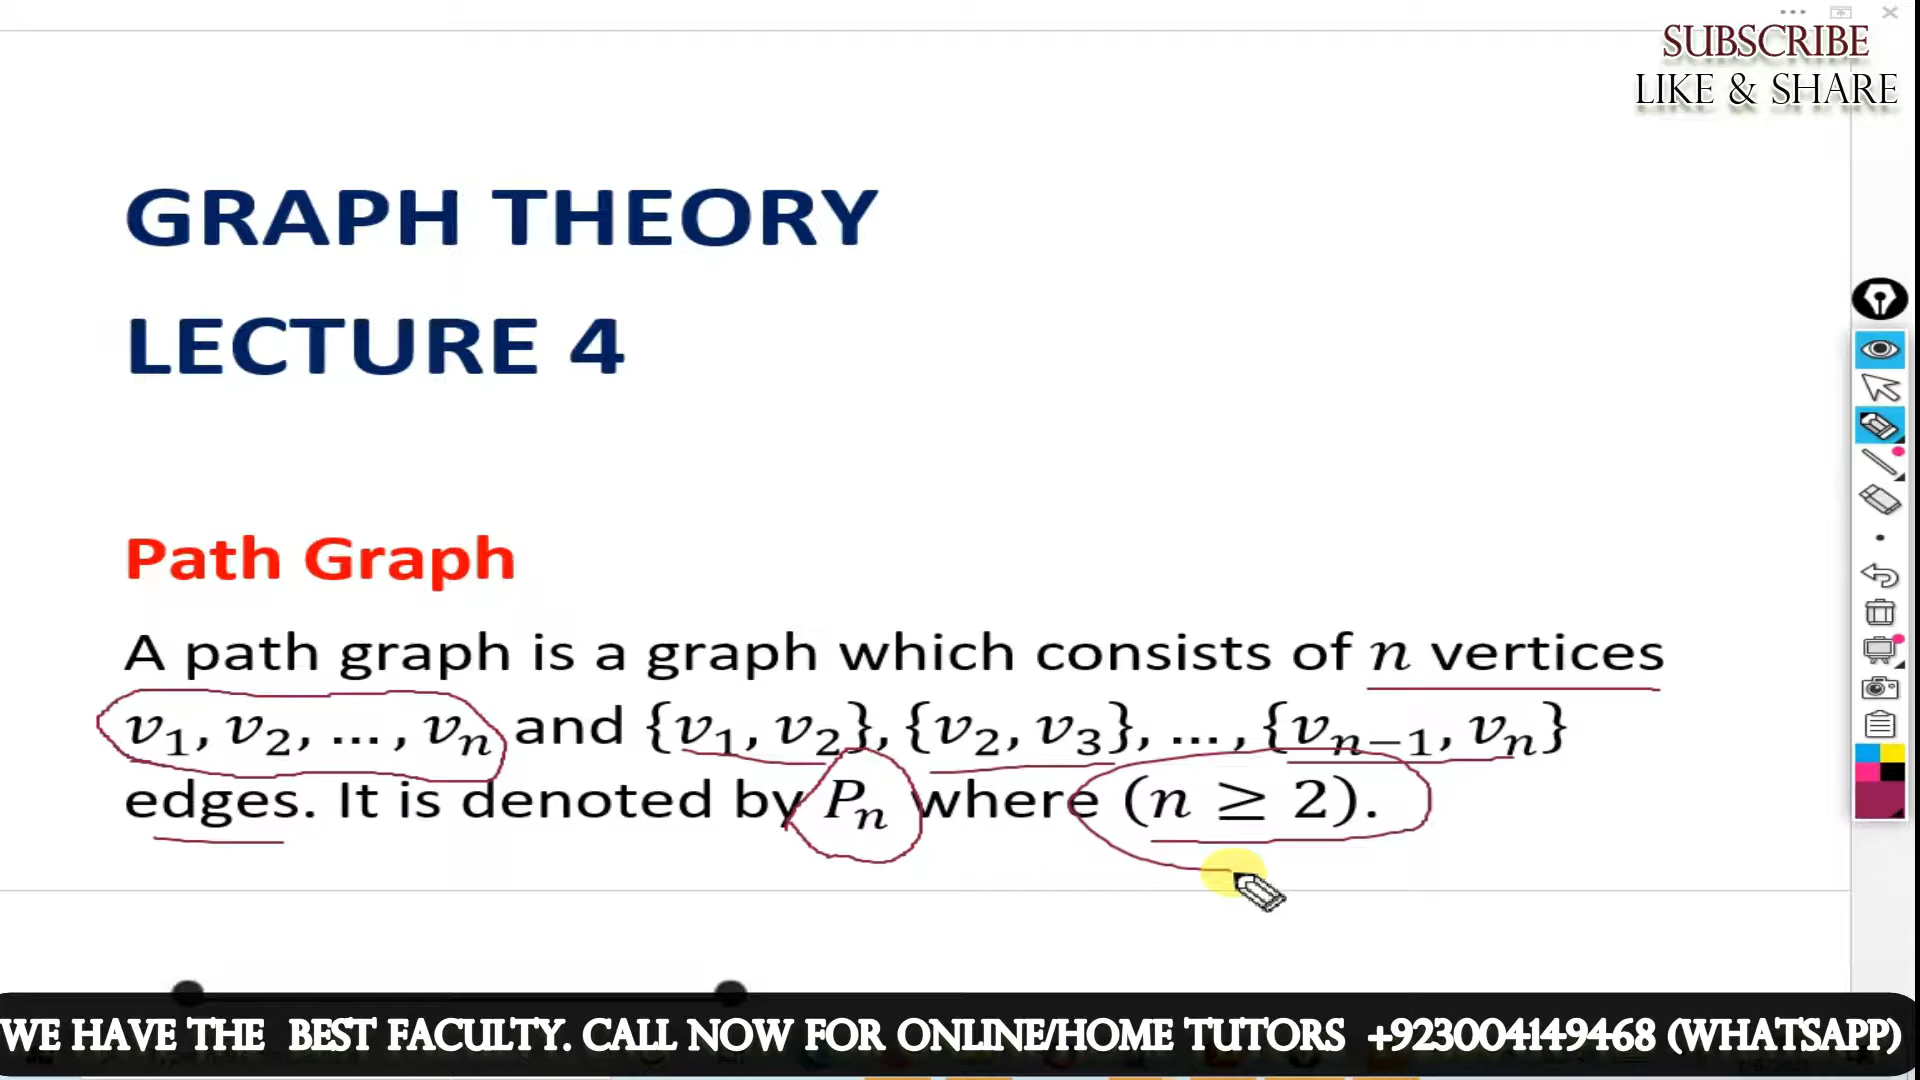 SUBSCRIBE
LIKE & SHARE
GRAPH THEORY
LECTURE 4
Path Graph
A path graph is a graph which consists of n vertices
v₁, v₂, ... , vₙ and {v₁, v₂}, {v₂, v₃}, ... , {vₙ₋₁, vₙ}
edges. It is denoted by Pₙ where (n ≥ 2).
WE HAVE THE BEST FACULTY. CALL NOW FOR ONLINE/HOME TUTORS +923004149468 (WHATSAPP)